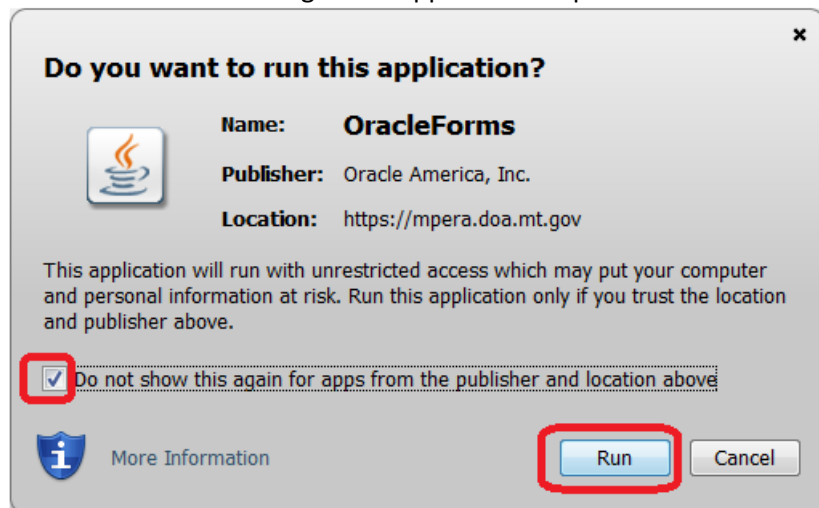 Do you want to run this application?
Name: OracleForms
Publisher: Oracle America, Inc.
Location: https://mpera.doa.mt.gov
This application will run with unrestricted access which may put your computer
and personal information at risk. Run this application only if you trust the location
and publisher above.
Do not show this again for apps from the publisher and location above
More Information
Run Cancel